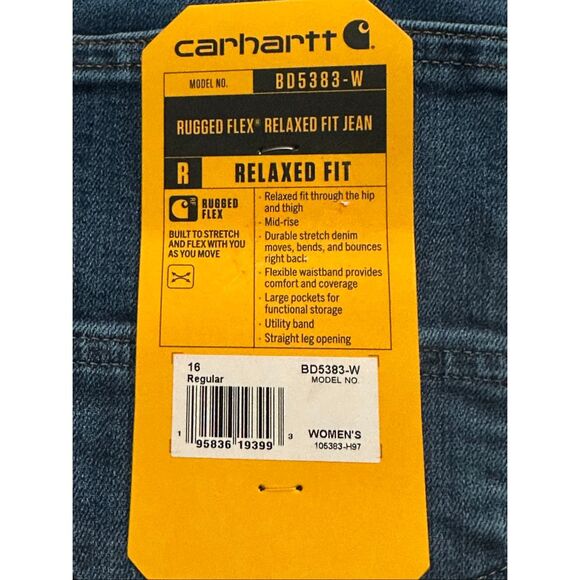 carhartt
MODEL NO. BD5383-W
RUGGED FLEX® RELAXED FIT JEAN
R RELAXED FIT
RUGGED
FLEX
BUILT TO STRETCH
AND FLEX WITH YOU
AS YOU MOVE
· Relaxed fit through the hip
and thigh
· Mid-rise
· Durable stretch denim
moves, bends, and bounces
right back
· Flexible waistband provides
comfort and coverage
· Large pockets for
functional storage
· Utility band
· Straight leg opening
16
Regular
BD5383-W
MODEL NO.
1 95836 19399 3
WOMEN'S
105383-H97